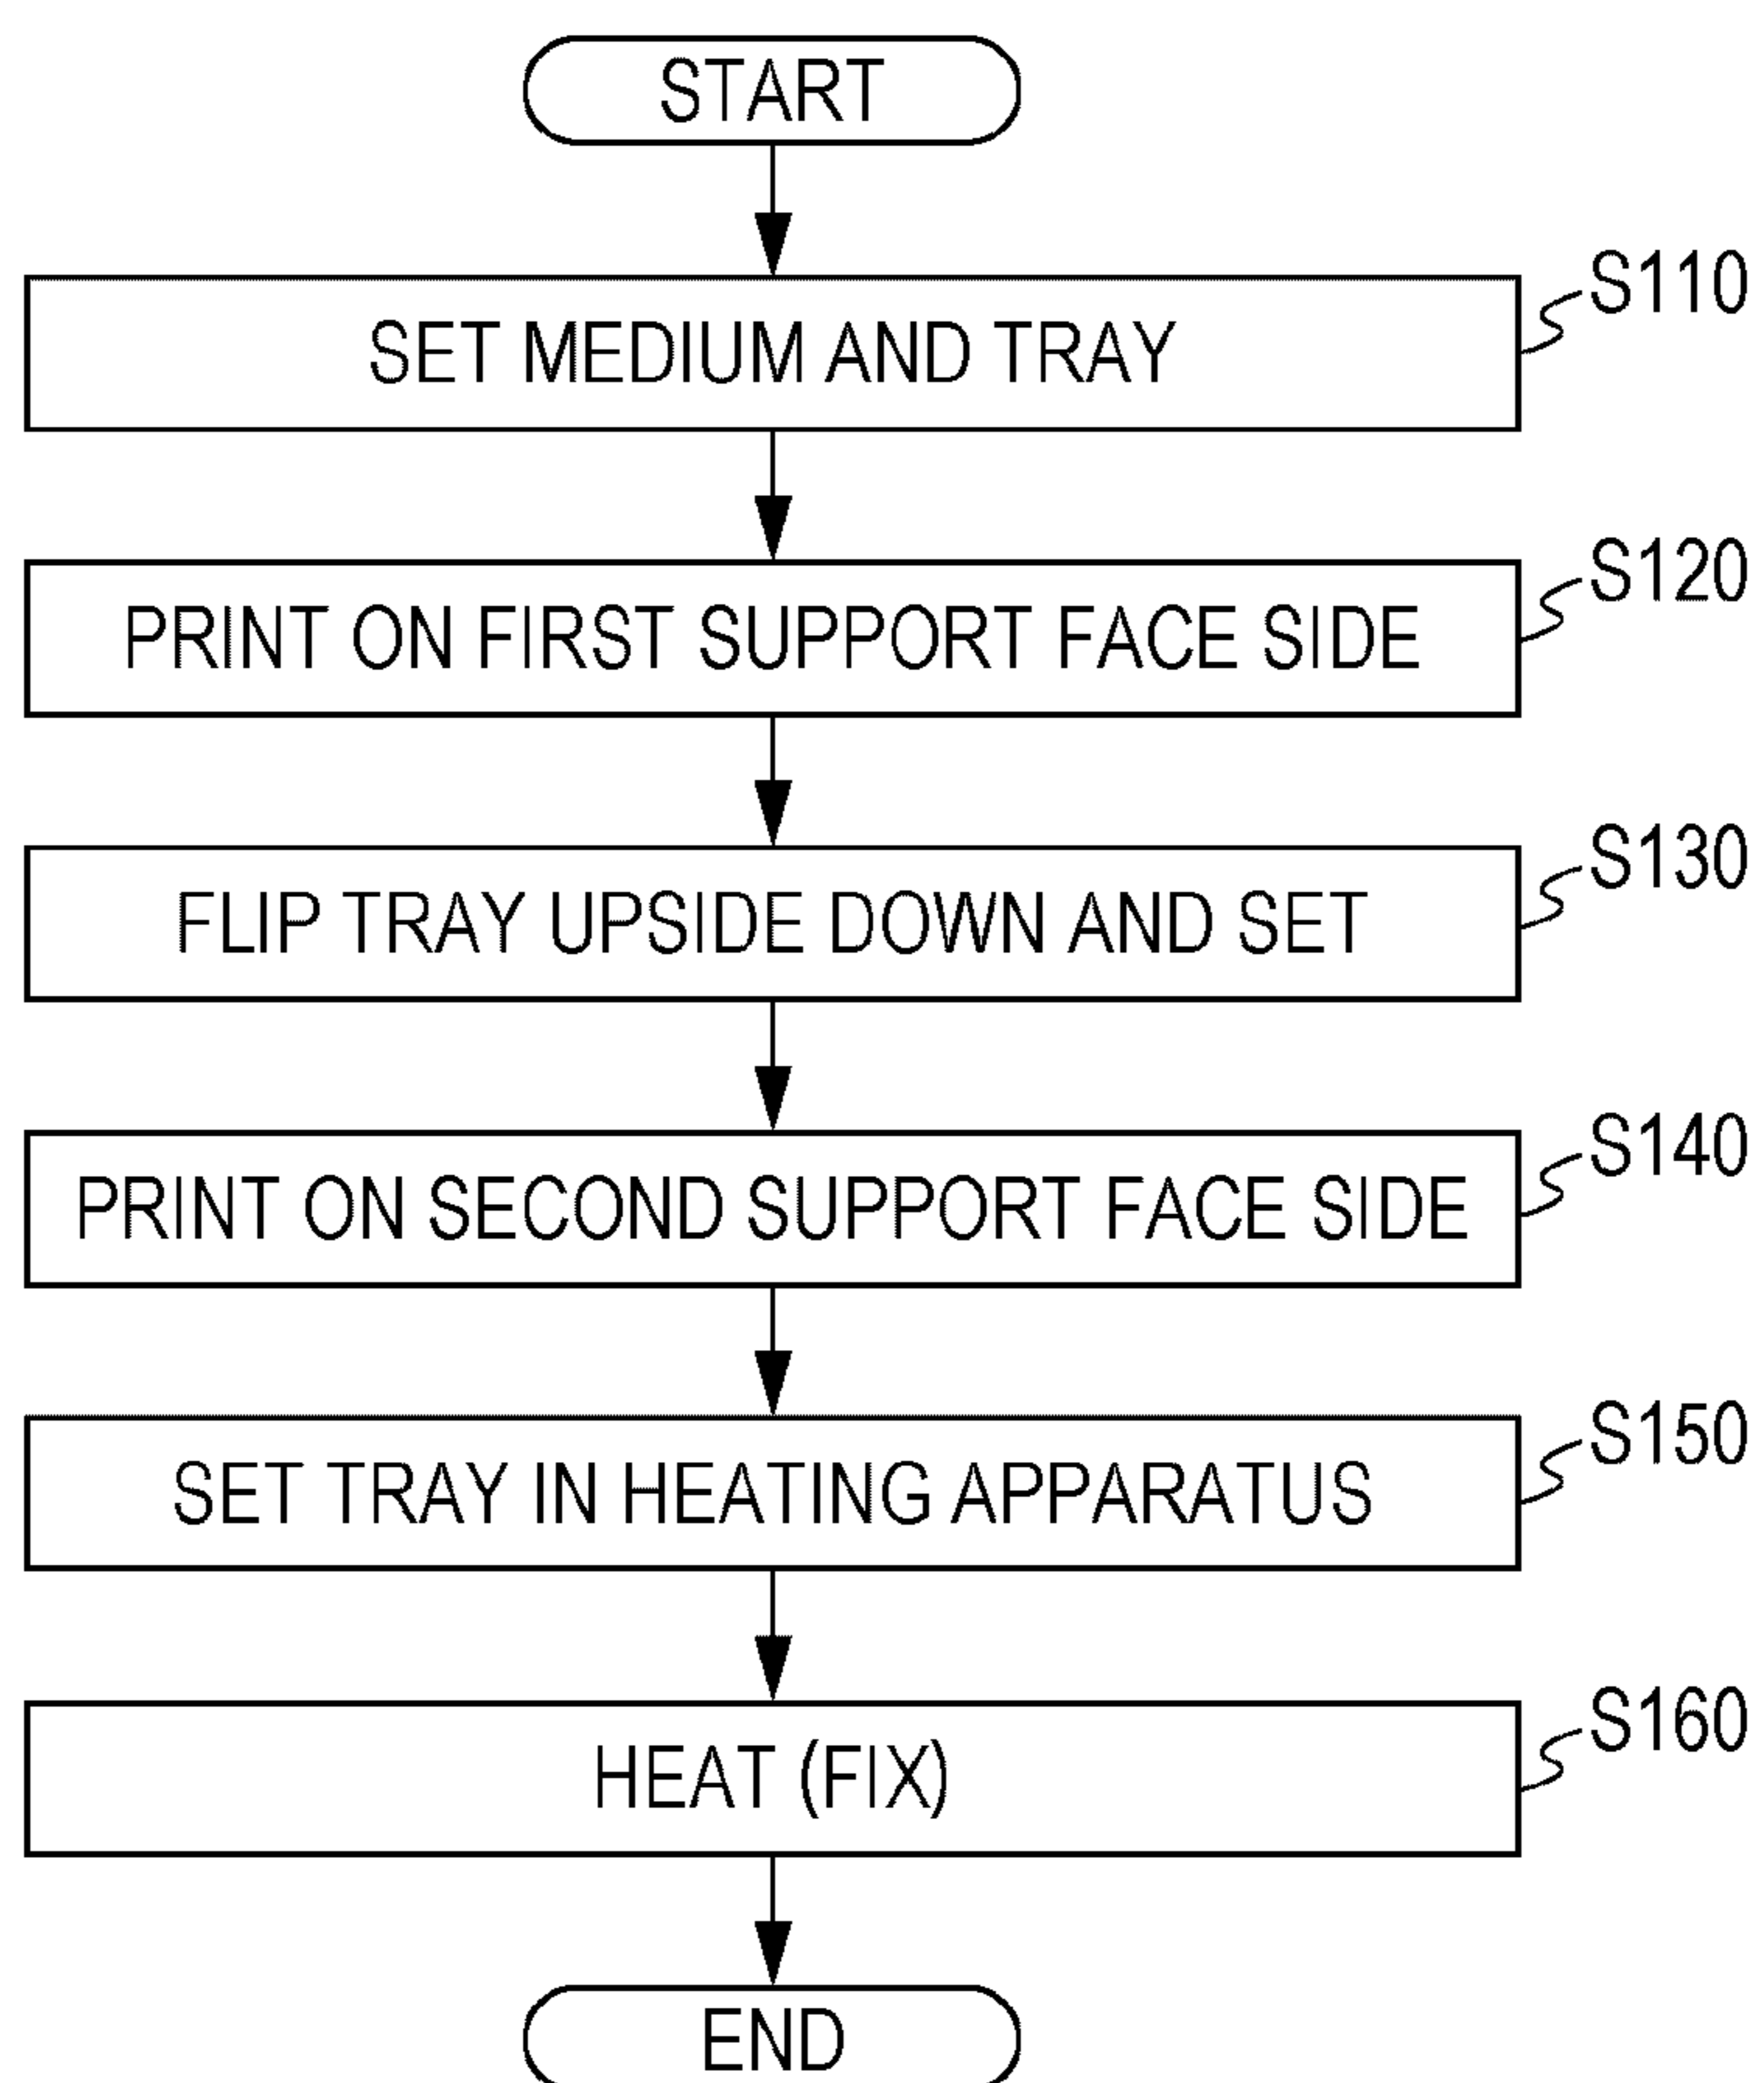 START
S110
SET MEDIUM AND TRAY
S120
PRINT ON FIRST SUPPORT FACE SIDE
S130
FLIP TRAY UPSIDE DOWN AND SET
S140
PRINT ON SECOND SUPPORT FACE SIDE
S150
SET TRAY IN HEATING APPARATUS
S160
HEAT (FIX)
END